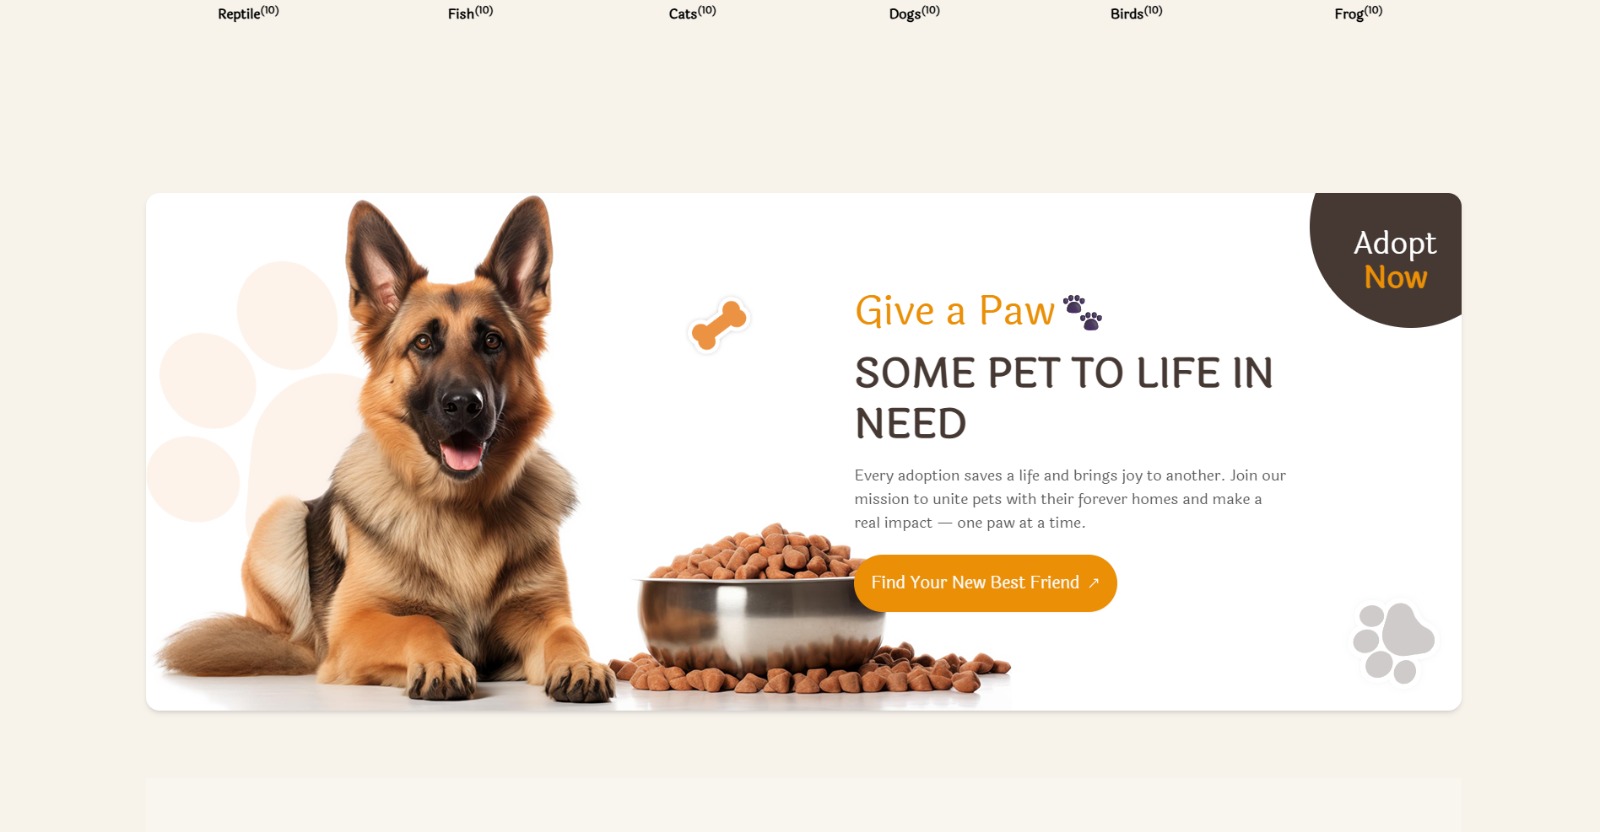 Reptile(10) Fish(10) Cats(10) Dogs(10) Birds(10) Frog(10)
Adopt
Now
Give a Paw 🐾
SOME PET TO LIFE IN
NEED
Every adoption saves a life and brings joy to another. Join our
mission to unite pets with their forever homes and make a
real impact — one paw at a time.
Find Your New Best Friend ↗